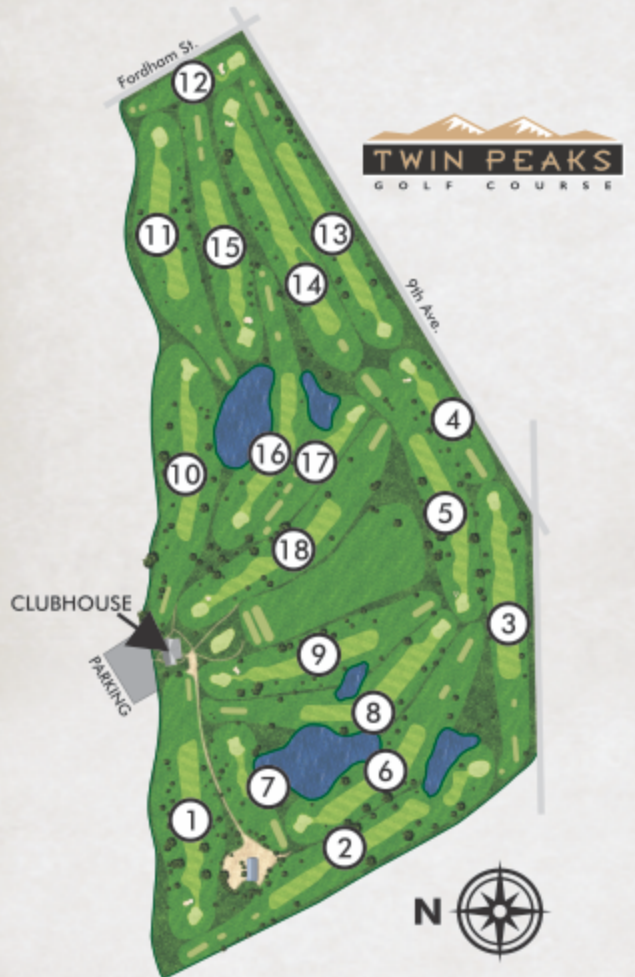 Fordham St.
12
TWIN PEAKS
GOLF COURSE
11
15
13
14
9th Ave.
4
16
17
10
5
18
CLUBHOUSE
3
9
PARKING
8
6
7
1
2
N